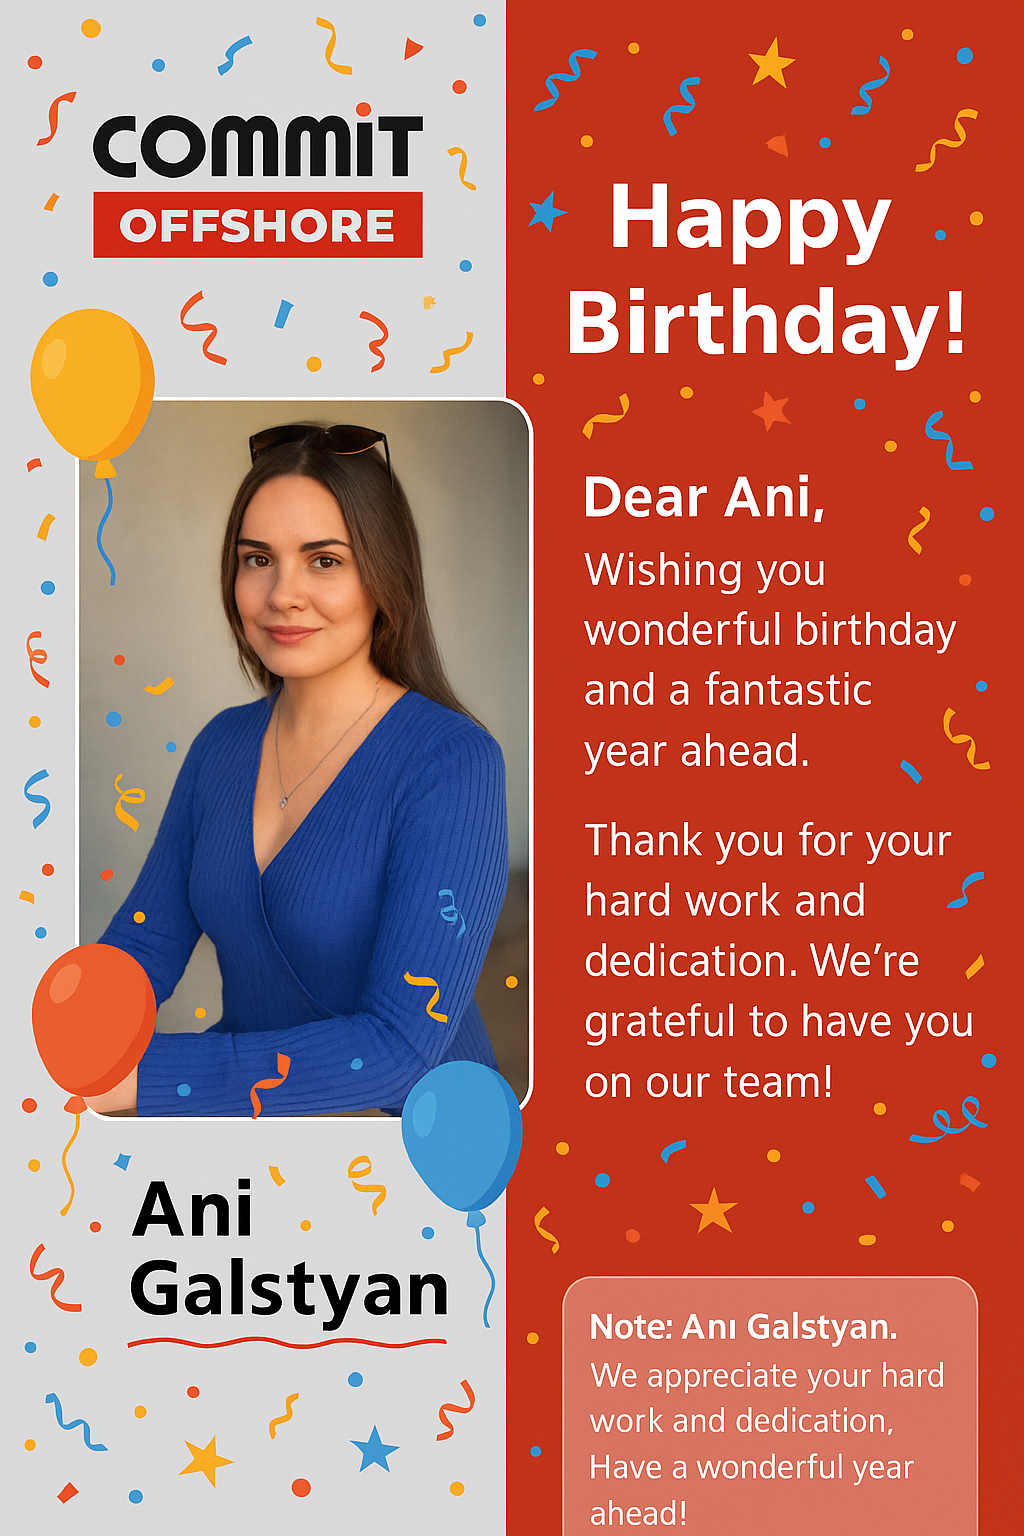 COMMiT
OFFSHORE
Happy
Birthday!
Dear Ani,
Wishing you
wonderful birthday
and a fantastic
year ahead.
Thank you for your
hard work and
dedication. We’re
grateful to have you
on our team!
Ani
Galstyan
Note: Anı Galstyan.
We appreciate your hard
work and dedication,
Have a wonderful year
ahead!